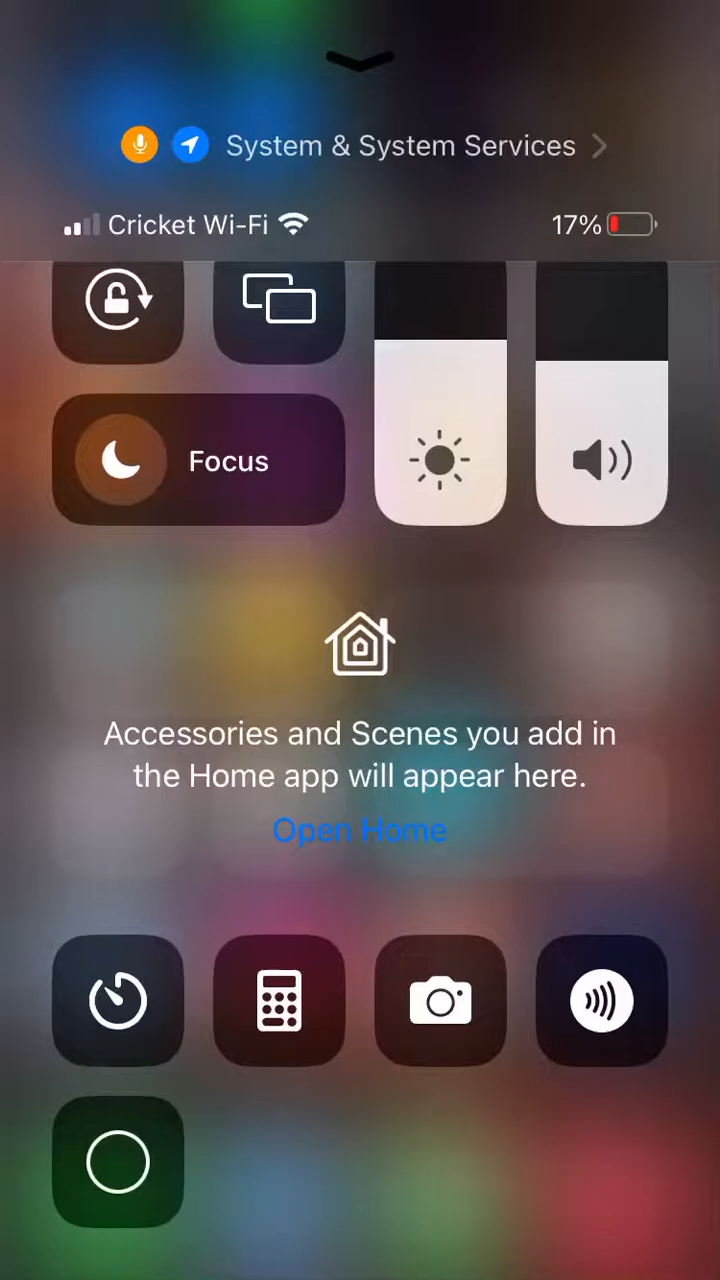 System & System Services
Cricket Wi-Fi 17%
Focus
Accessories and Scenes you add in
the Home app will appear here.
Open Home